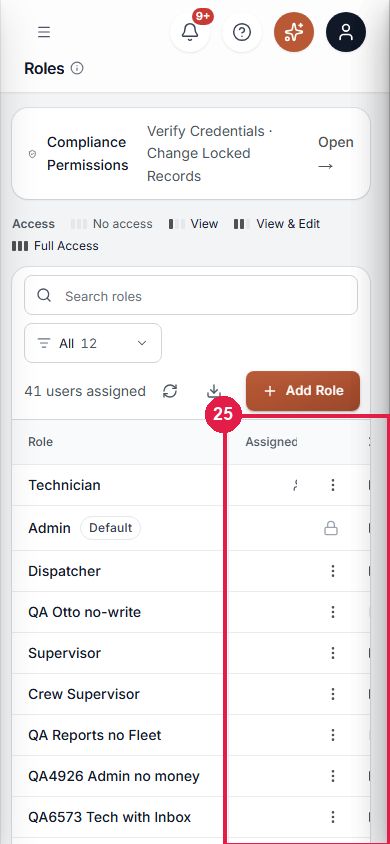 9+
Roles
Compliance Permissions
Verify Credentials ·
Change Locked
Records
Open
→
Access No access View View & Edit
Full Access
Search roles
All 12
41 users assigned
+ Add Role
25
Role Assigned
Technician
Admin Default
Dispatcher
QA Otto no-write
Supervisor
Crew Supervisor
QA Reports no Fleet
QA4926 Admin no money
QA6573 Tech with Inbox